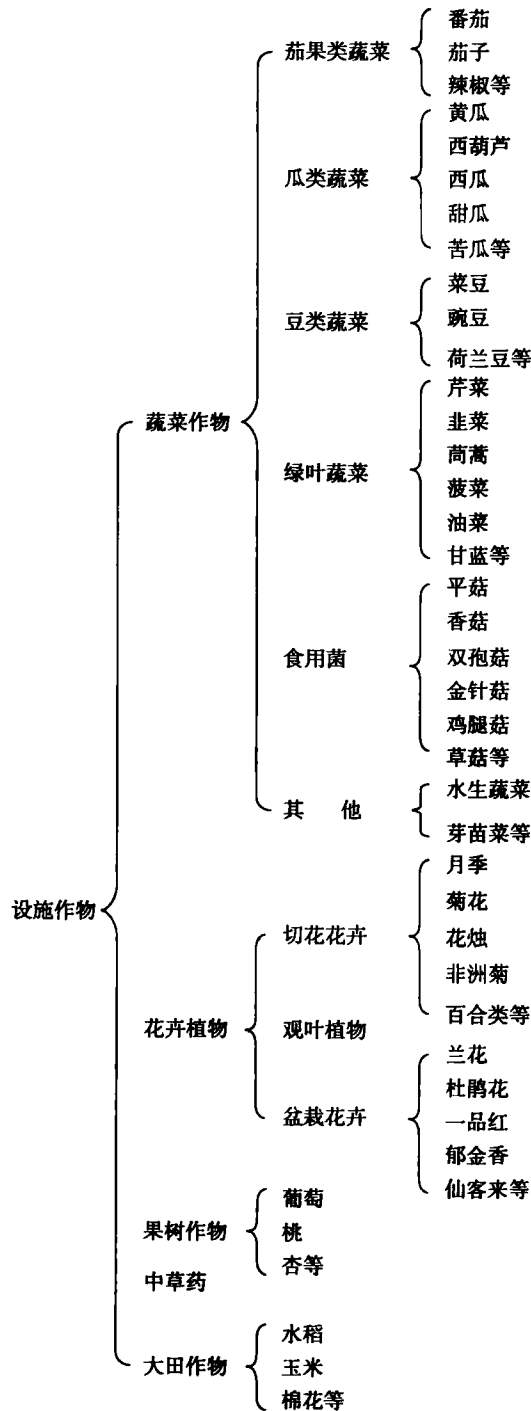 设施作物
蔬菜作物
茄果类蔬菜
番茄
茄子
辣椒等
瓜类蔬菜
黄瓜
西葫芦
西瓜
甜瓜
苦瓜等
豆类蔬菜
菜豆
豌豆
荷兰豆等
绿叶蔬菜
芹菜
韭菜
茼蒿
菠菜
油菜
甘蓝等
食用菌
平菇
香菇
双孢菇
金针菇
鸡腿菇
草菇等
其 他
水生蔬菜
芽苗菜等
花卉植物
切花花卉
月季
菊花
花烛
非洲菊
百合类等
观叶植物
盆栽花卉
兰花
杜鹃花
一品红
郁金香
仙客来等
果树作物
葡萄
桃
杏等
中草药
大田作物
水稻
玉米
棉花等